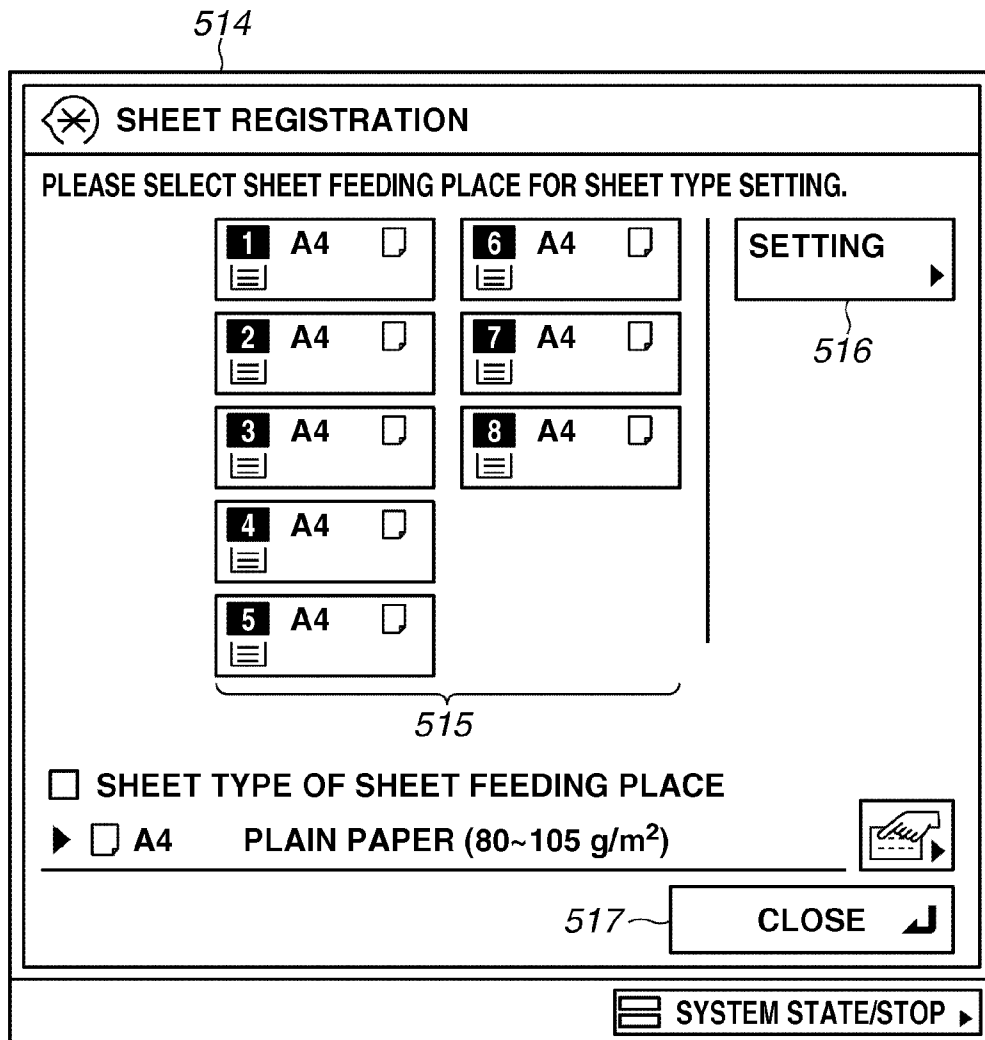 514
SHEET REGISTRATION
PLEASE SELECT SHEET FEEDING PLACE FOR SHEET TYPE SETTING.
1 A4 6 A4 SETTING
2 A4 7 A4 516
3 A4 8 A4
4 A4
5 A4
515
SHEET TYPE OF SHEET FEEDING PLACE
A4 PLAIN PAPER (80~105 g/m²)
517 CLOSE
SYSTEM STATE/STOP